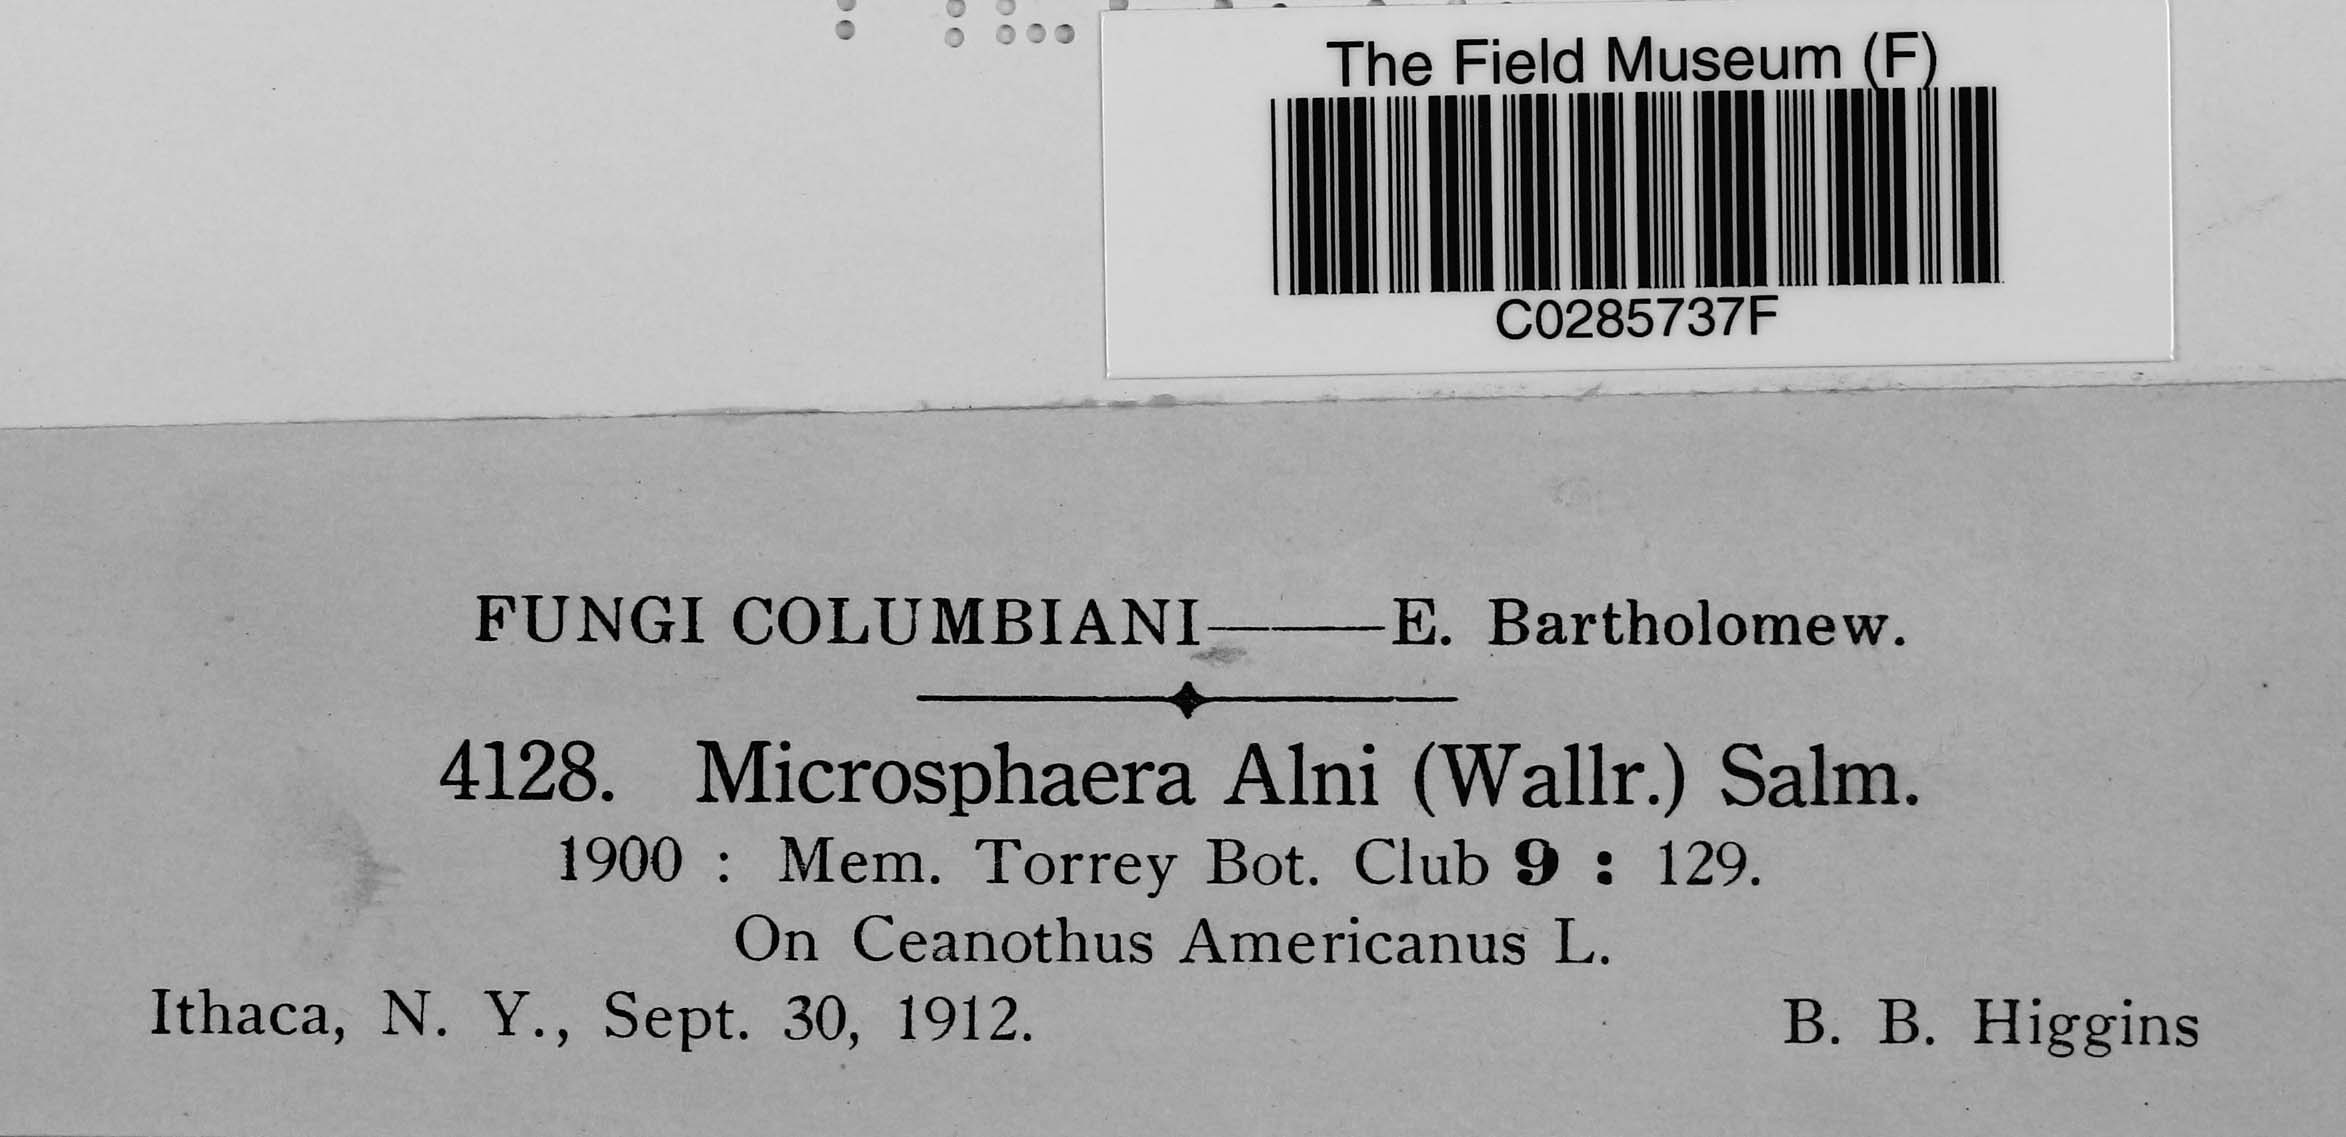 The Field Museum (F)
C0285737F
FUNGI COLUMBIANI——E. Bartholomew.
4128. Microsphaera Alni (Wallr.) Salm.
1900 : Mem. Torrey Bot. Club 9 : 129.
On Ceanothus Americanus L.
Ithaca, N. Y., Sept. 30, 1912. B. B. Higgins